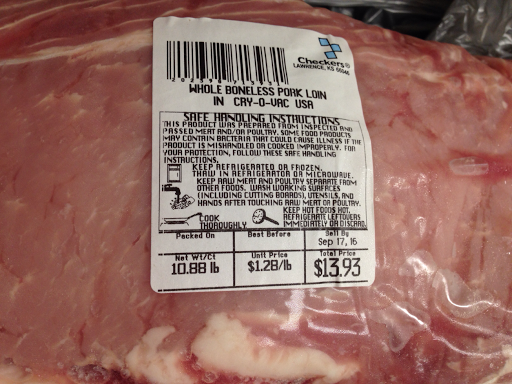 Checkers®
LAWRENCE, KS 66046
WHOLE BONELESS PORK LOIN
IN CRY-O-VAC USA
SAFE HANDLING INSTRUCTIONS
THIS PRODUCT WAS PREPARED FROM INSPECTED AND
PASSED MEAT AND/OR POULTRY. SOME FOOD PRODUCTS
MAY CONTAIN BACTERIA THAT COULD CAUSE ILLNESS IF THE
PRODUCT IS MISHANDLED OR COOKED IMPROPERLY. FOR
YOUR PROTECTION, FOLLOW THESE SAFE HANDLING
INSTRUCTIONS.
KEEP REFRIGERATED OR FROZEN.
THAW IN REFRIGERATOR OR MICROWAVE.
KEEP RAW MEAT AND POULTRY SEPARATE FROM
OTHER FOODS. WASH WORKING SURFACES
(INCLUDING CUTTING BOARDS), UTENSILS, AND
HANDS AFTER TOUCHING RAW MEAT OR POULTRY.
COOK
THOROUGHLY
KEEP HOT FOODS HOT.
REFRIGERATE LEFTOVERS
IMMEDIATELY OR DISCARD.
Packed On
Best Before
Sell By
Sep 17, 16
Net Wt/Ct
Unit Price
Total Price
10.88 lb
$1.28/lb
$13.93